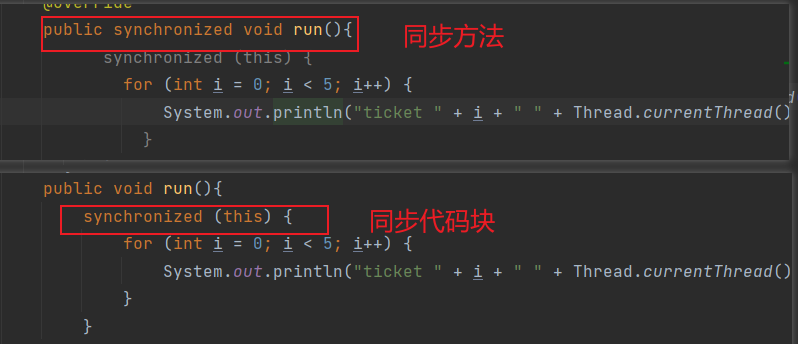 @Override
public synchronized void run(){
同步方法
synchronized (this) {
for (int i = 0; i < 5; i++) {
System.out.println("ticket " + i + " " + Thread.currentThread()
}
public void run(){
synchronized (this) {
同步代码块
for (int i = 0; i < 5; i++) {
System.out.println("ticket " + i + " " + Thread.currentThread()
}
}